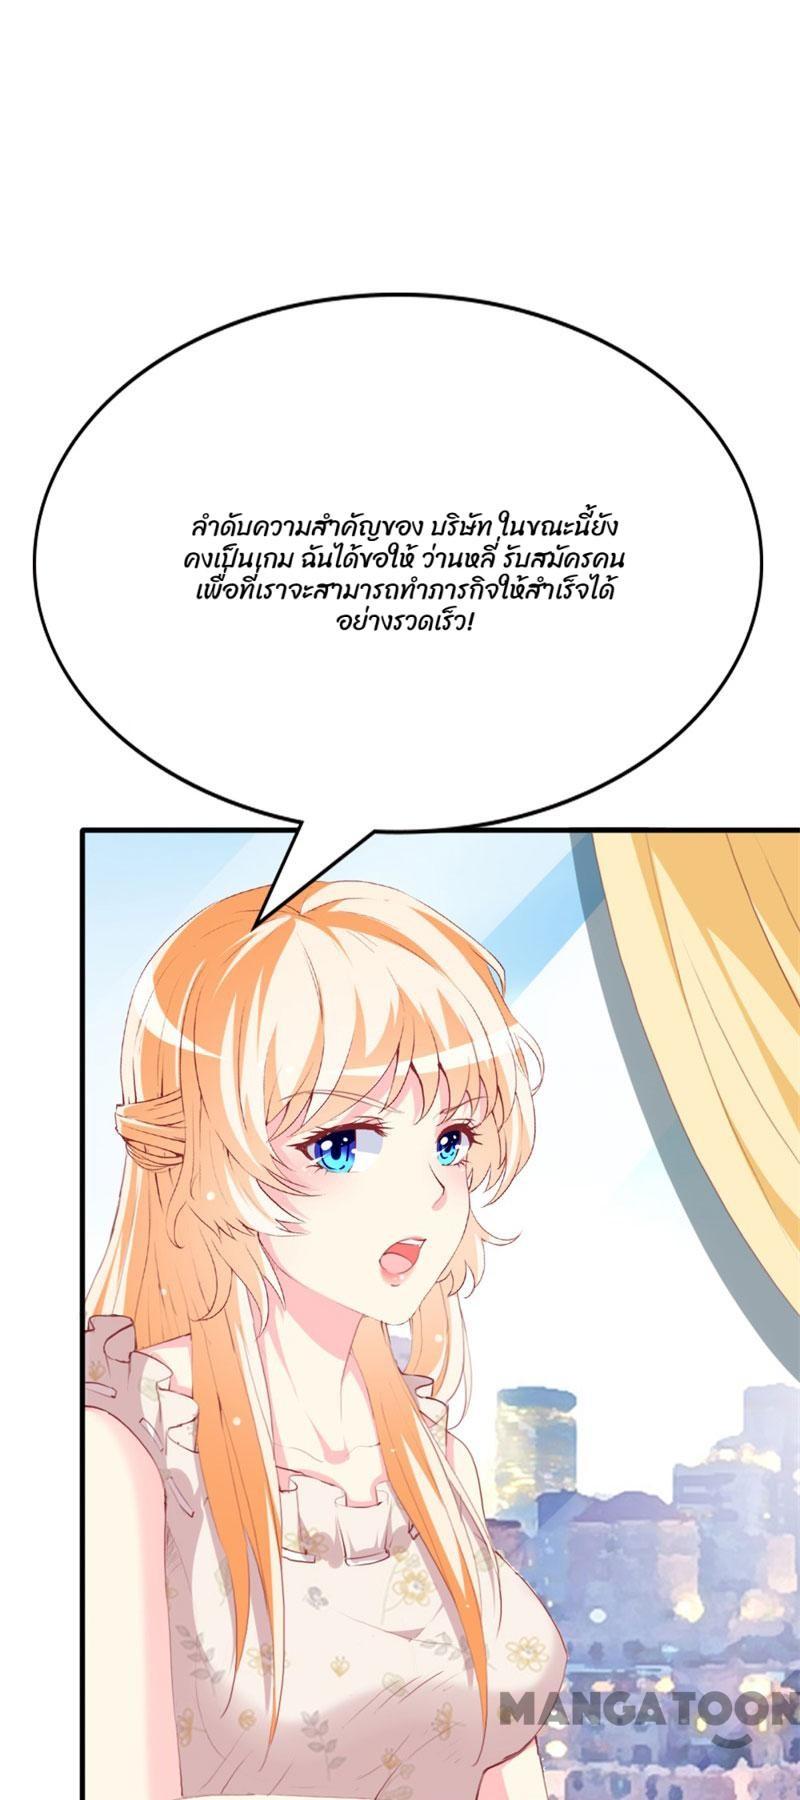 ลำดับความสำคัญของ บริษัท ในขณะนี้ยัง
คงเป็นเกม ฉันได้ขอให้ ว่านหลี่ รับสมัครคน
เพื่อที่เราจะสามารถทำภารกิจให้สำเร็จได้
อย่างรวดเร็ว!
MANGATOON